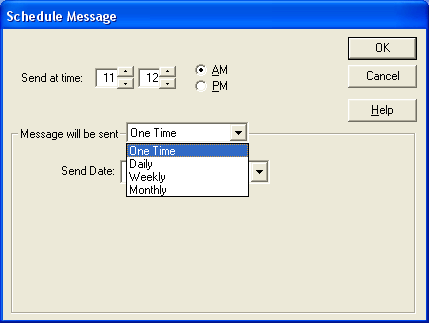 Schedule Message
OK
Send at time: 11 12 AM
PM
Cancel
Help
Message will be sent One Time
One Time
Daily
Send Date:
Weekly
Monthly